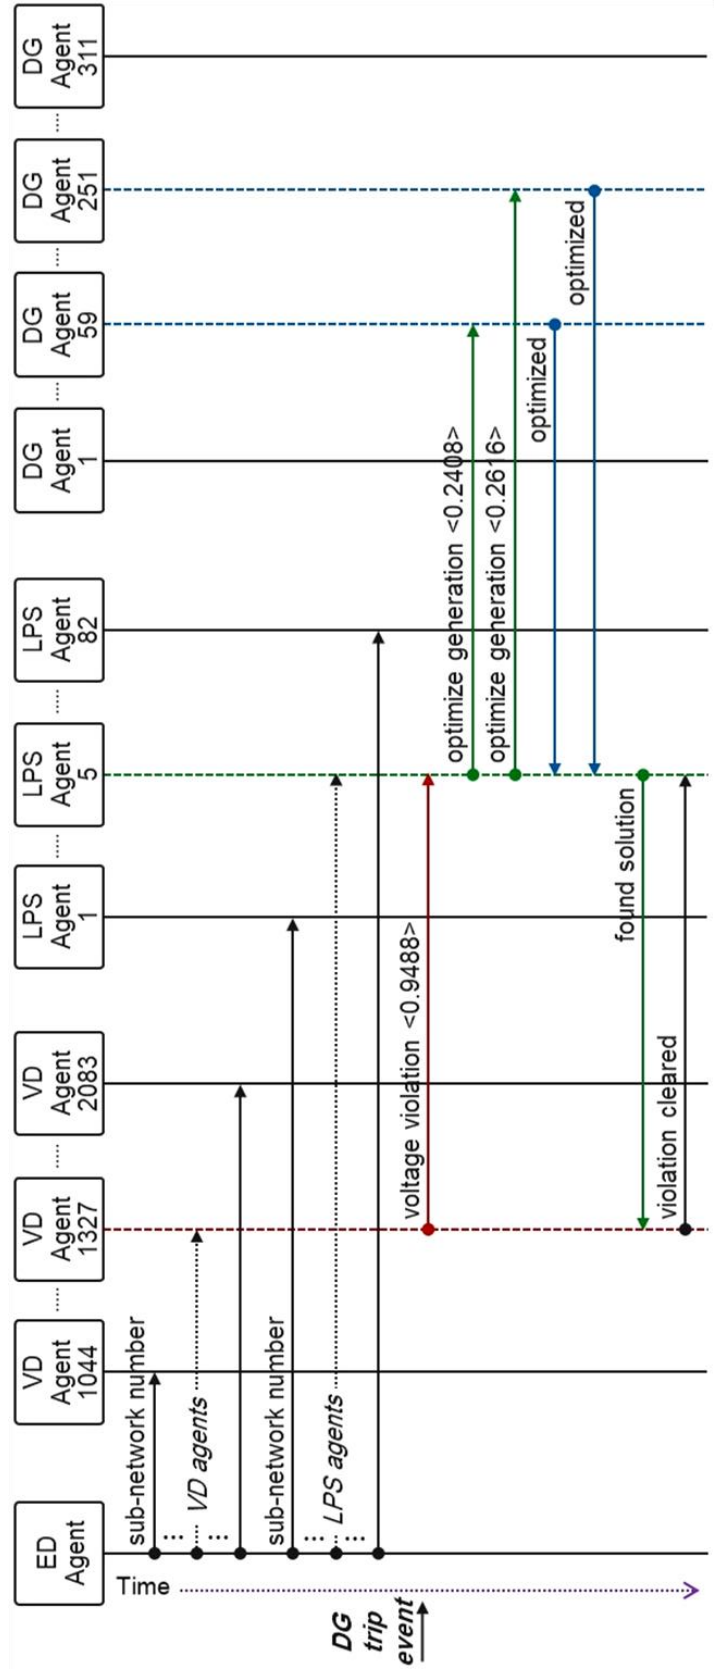 ED
Agent
VD
Agent
1044
VD
Agent
1327
VD
Agent
2083
LPS
Agent
1
LPS
Agent
5
LPS
Agent
82
DG
Agent
1
DG
Agent
59
DG
Agent
251
DG
Agent
311
Time
sub-network number
VD agents
sub-network number
LPS agents
DG
trip
event
voltage violation <0.9488>
optimize generation <0.2408>
optimize generation <0.2616>
optimized
optimized
found solution
violation cleared